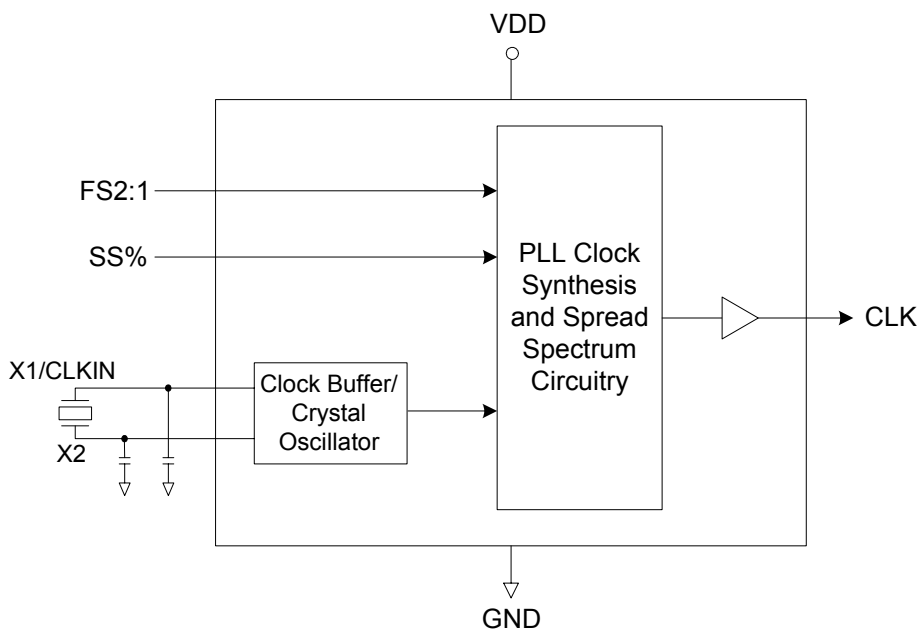 VDD
FS2:1
SS%
PLL Clock
Synthesis
and Spread
Spectrum
Circuitry
CLK
X1/CLKIN
X2
Clock Buffer/
Crystal
Oscillator
GND